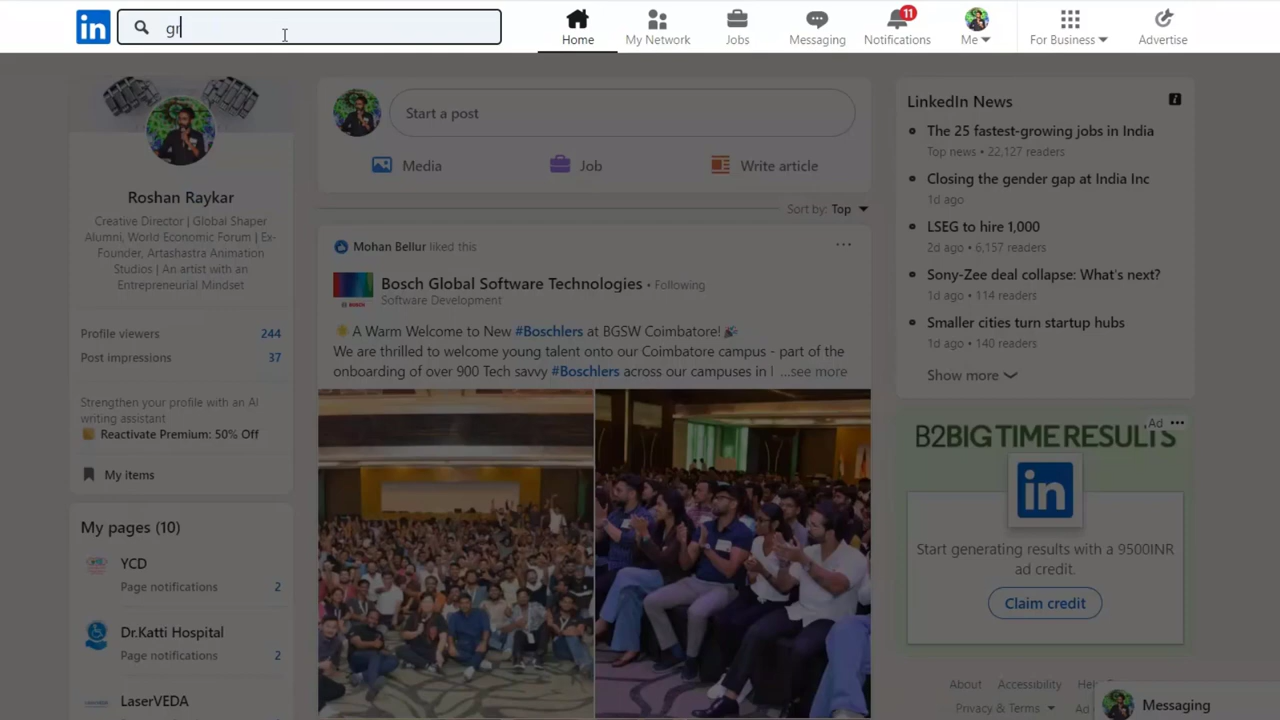 in
gr
Home
My Network
Jobs
Messaging
11
Notifications
Me
For Business
Advertise
Roshan Raykar
Creative Director | Global Shaper
Alumni, World Economic Forum | Ex-
Founder, Artashastra Animation
Studios | An artist with an
Entrepreneurial Mindset
Profile viewers 244
Post impressions 37
Strengthen your profile with an AI
writing assistant
Reactivate Premium: 50% Off
My items
My pages (10)
YCD
Page notifications 2
Dr.Katti Hospital
Page notifications 2
LaserVEDA
Start a post
Media
Job
Write article
Sort by: Top
Mohan Bellur liked this
BOSCH
Bosch Global Software Technologies • Following
Software Development
A Warm Welcome to New #Boschlers at BGSW Coimbatore!
We are thrilled to welcome young talent onto our Coimbatore campus - part of the
onboarding of over 900 Tech savvy #Boschlers across our campuses in I ...see more
LinkedIn News
The 25 fastest-growing jobs in India
Top news • 22,127 readers
Closing the gender gap at India Inc
1d ago
LSEG to hire 1,000
2d ago • 6,157 readers
Sony-Zee deal collapse: What's next?
1d ago • 114 readers
Smaller cities turn startup hubs
1d ago • 140 readers
Show more
Ad
B2BIG TIME RESULTS
in
Start generating results with a 9500INR
ad credit.
Claim credit
About Accessibility
Privacy & Terms Ad
Messaging